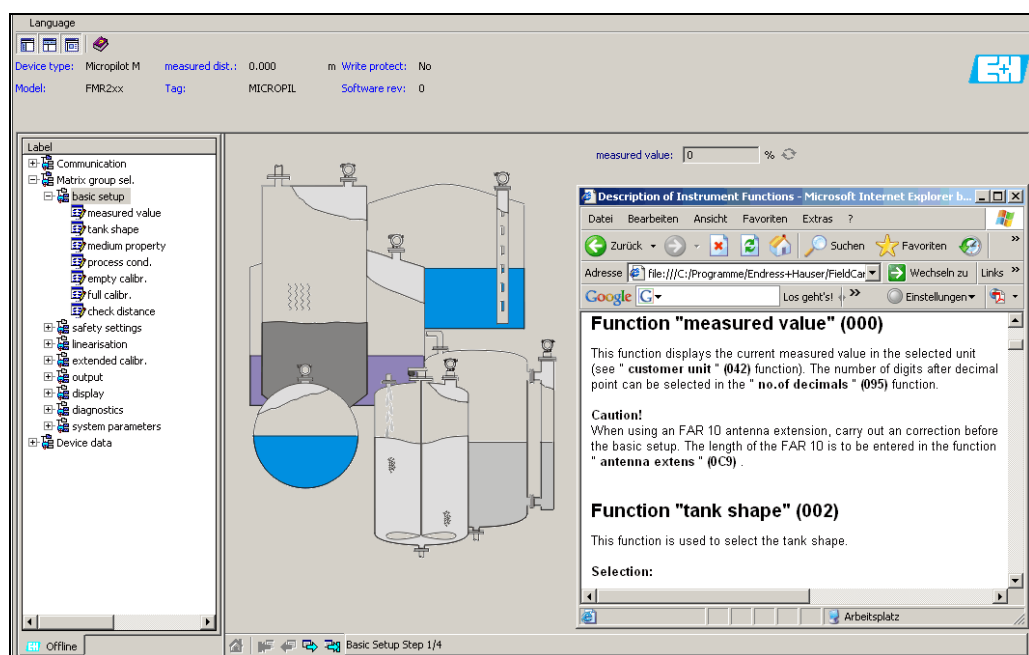 Language
Device type: Micropilot M measured dist.: 0.000 m Write protect: No
Model: FMR2xx Tag: MICROPIL Software rev: 0
E+H
Label
Communication
Matrix group sel.
basic setup
measured value
tank shape
medium property
process cond.
empty calibr.
full calibr.
check distance
safety settings
linearisation
extended calibr.
output
display
diagnostics
system parameters
Device data
measured value: 0 %
Description of Instrument Functions - Microsoft Internet Explorer b...
Datei Bearbeiten Ansicht Favoriten Extras ?
Zurück Suchen Favoriten »
Adresse file:///C:/Programme/Endress+Hauser/FieldCar Wechseln zu Links »
Google G Los geht's! » Einstellungen
Function "measured value" (000)
This function displays the current measured value in the selected unit
(see " customer unit " (042) function). The number of digits after decimal
point can be selected in the " no.of decimals " (095) function.
Caution!
When using an FAR 10 antenna extension, carry out an correction before
the basic setup. The length of the FAR 10 is to be entered in the function
" antenna extens " (0C9) .
Function "tank shape" (002)
This function is used to select the tank shape.
Selection:
Arbeitsplatz
E+H Offline
Basic Setup Step 1/4